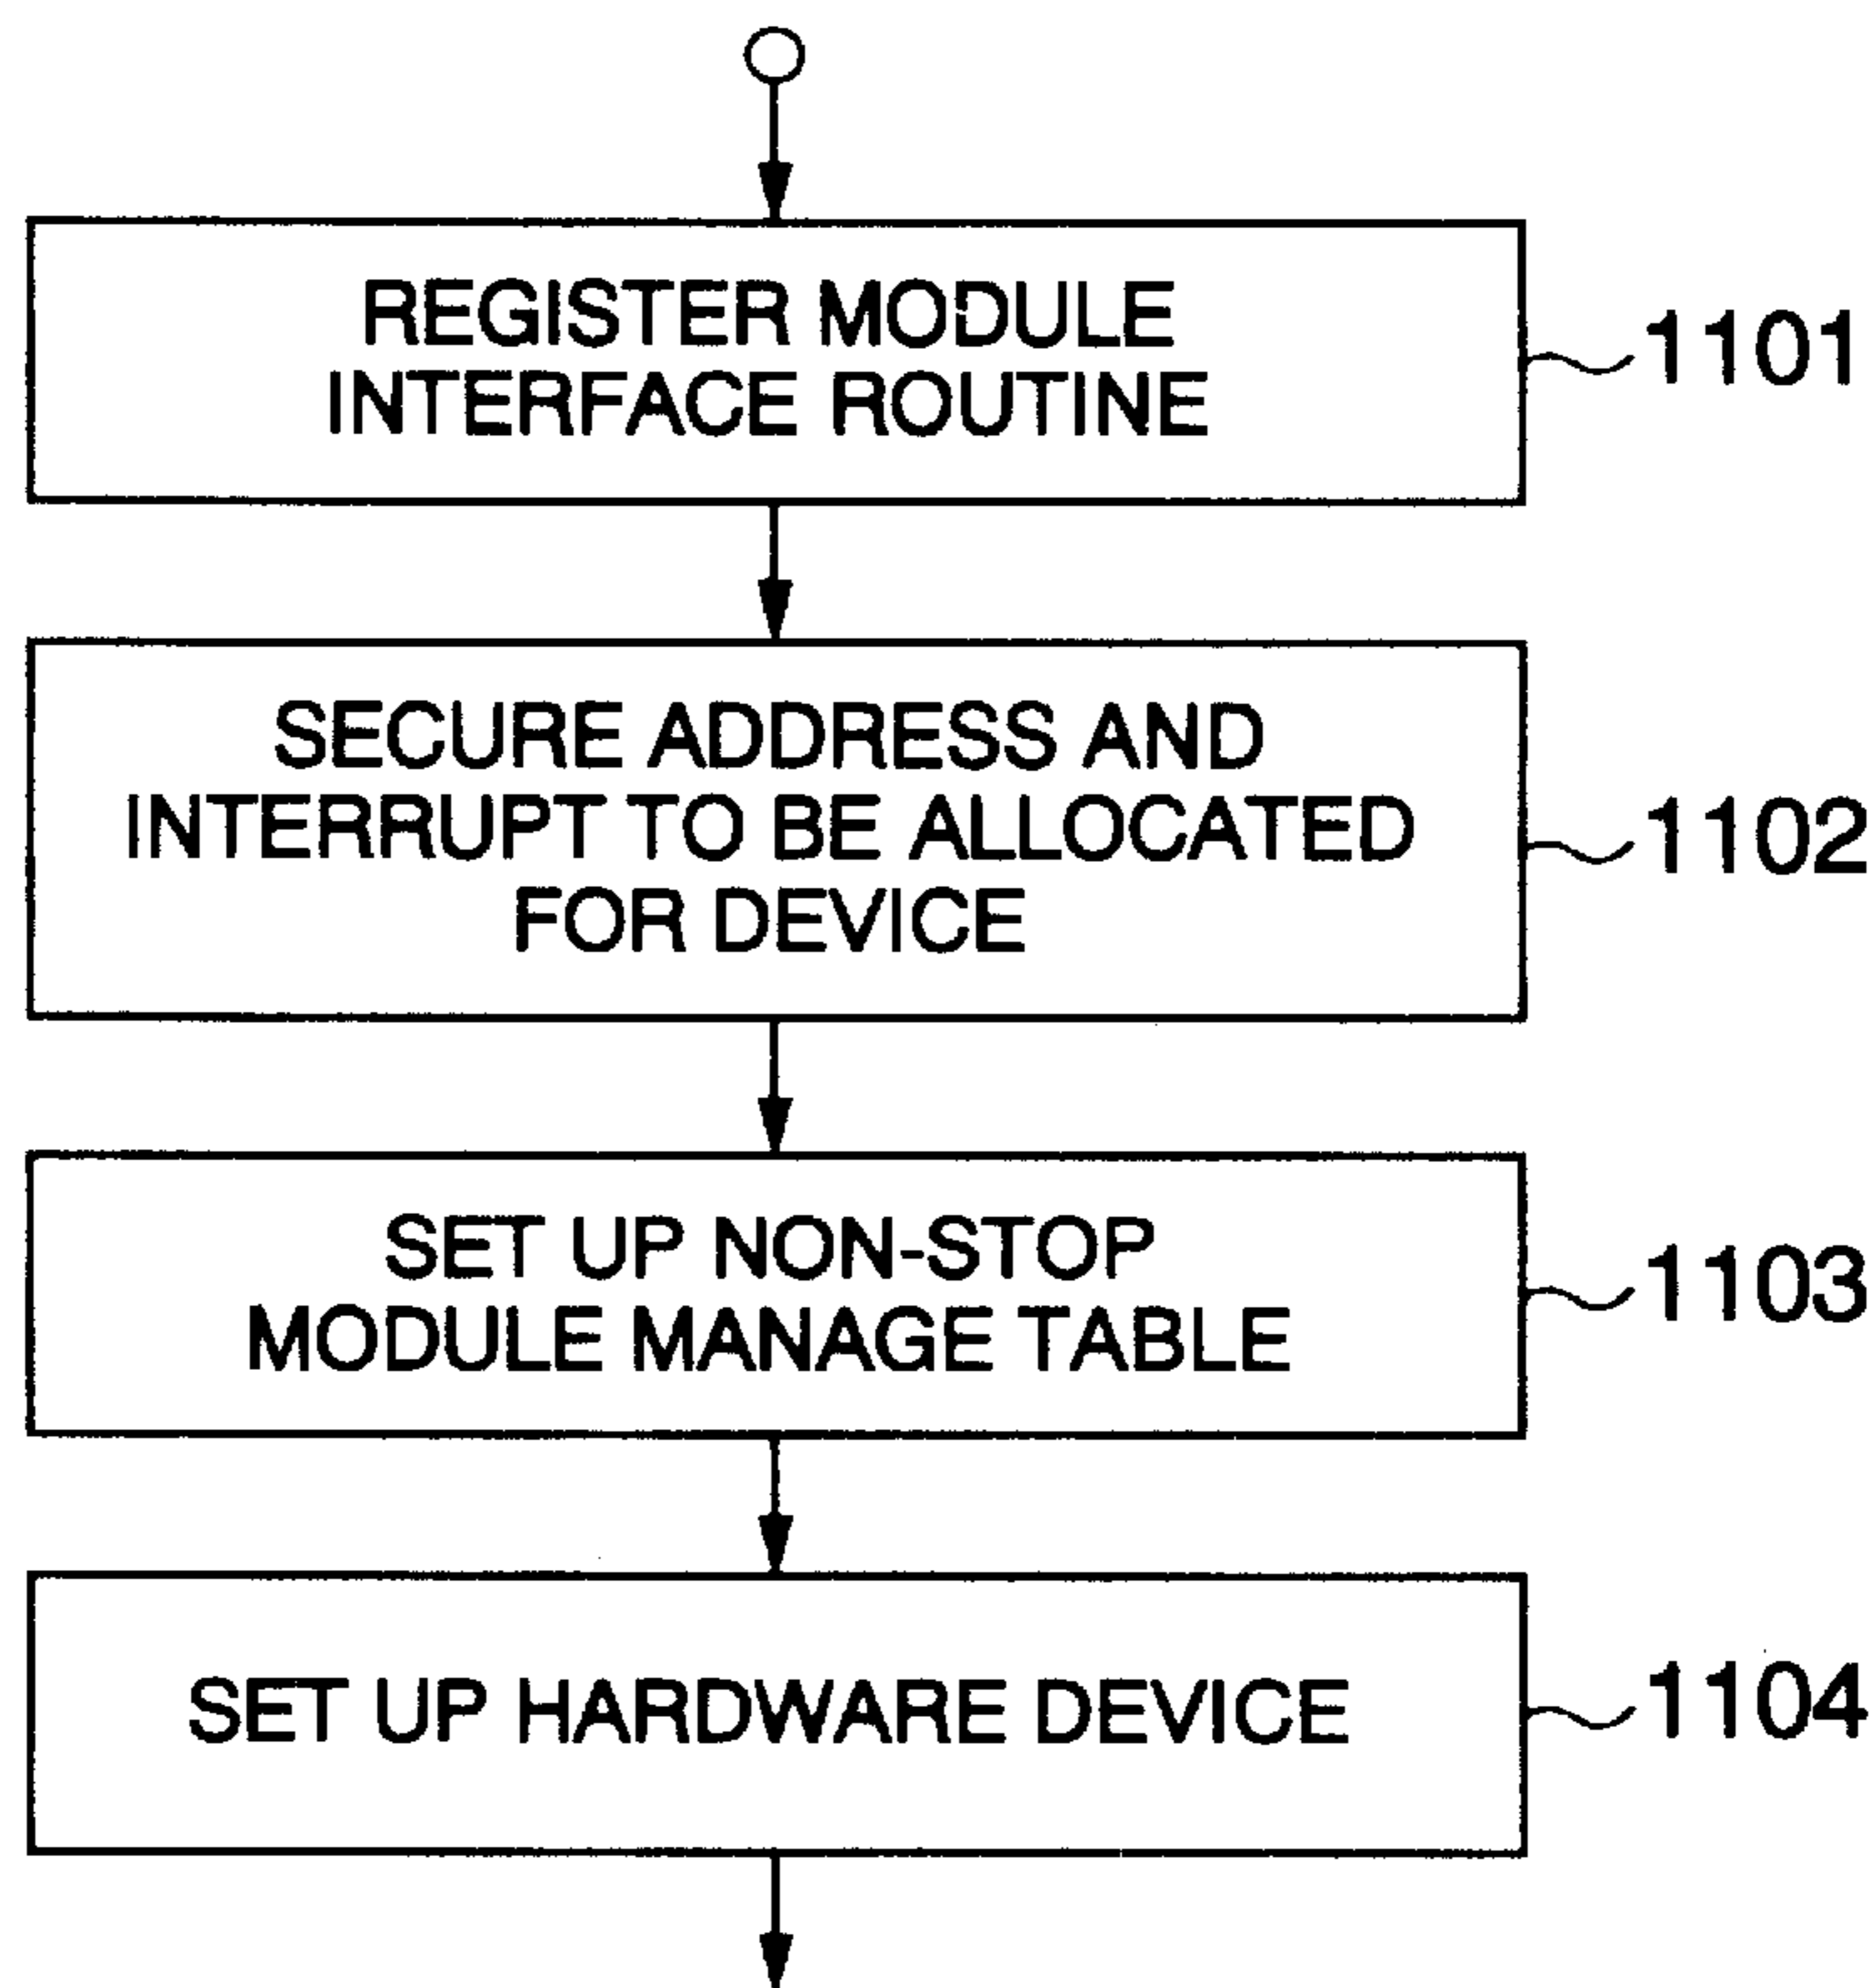 REGISTER MODULE
INTERFACE ROUTINE
1101
SECURE ADDRESS AND
INTERRUPT TO BE ALLOCATED
FOR DEVICE
1102
SET UP NON-STOP
MODULE MANAGE TABLE
1103
SET UP HARDWARE DEVICE
1104